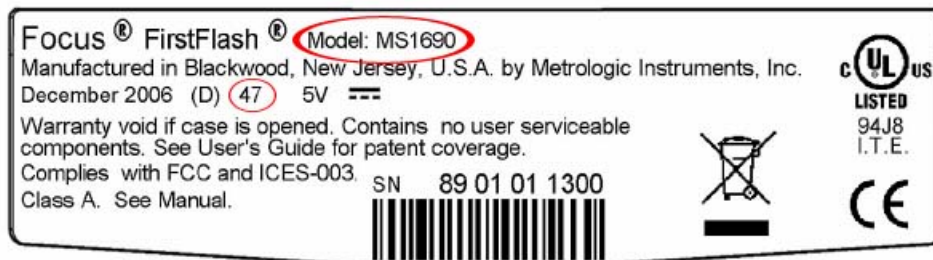 Focus ® FirstFlash ® Model: MS1690
Manufactured in Blackwood, New Jersey, U.S.A. by Metrologic Instruments, Inc.
December 2006 (D) 47 5V
Warranty void if case is opened. Contains no user serviceable
components. See User's Guide for patent coverage.
Complies with FCC and ICES-003.
Class A. See Manual.
SN 89 01 01 1300
C UL US
LISTED
94J8
I.T.E.
CE